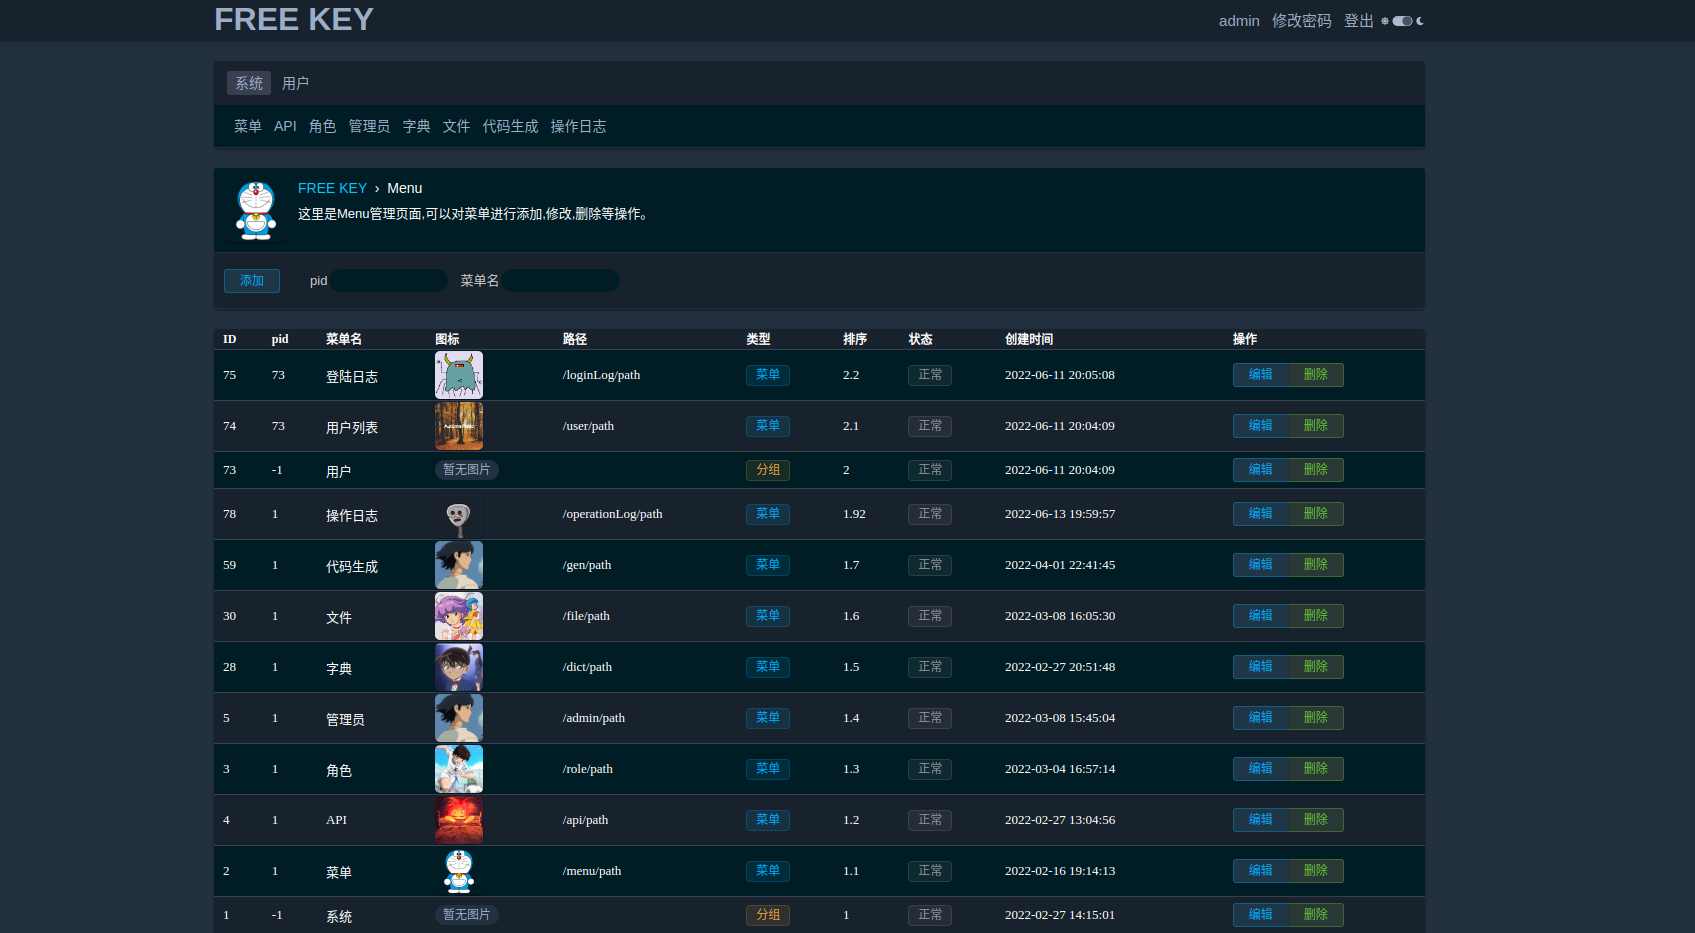 FREE KEY
admin 修改密码 登出
系统 用户
菜单 API 角色 管理员 字典 文件 代码生成 操作日志
FREE KEY › Menu
这里是Menu管理页面,可以对菜单进行添加,修改,删除等操作。
添加 pid 菜单名
ID pid 菜单名 图标 路径 类型 排序 状态 创建时间 操作
75 73 登陆日志 /loginLog/path 菜单 2.2 正常 2022-06-11 20:05:08 编辑 删除
74 73 用户列表 /user/path 菜单 2.1 正常 2022-06-11 20:04:09 编辑 删除
73 -1 用户 暂无图片 分组 2 正常 2022-06-11 20:04:09 编辑 删除
78 1 操作日志 /operationLog/path 菜单 1.92 正常 2022-06-13 19:59:57 编辑 删除
59 1 代码生成 /gen/path 菜单 1.7 正常 2022-04-01 22:41:45 编辑 删除
30 1 文件 /file/path 菜单 1.6 正常 2022-03-08 16:05:30 编辑 删除
28 1 字典 /dict/path 菜单 1.5 正常 2022-02-27 20:51:48 编辑 删除
5 1 管理员 /admin/path 菜单 1.4 正常 2022-03-08 15:45:04 编辑 删除
3 1 角色 /role/path 菜单 1.3 正常 2022-03-04 16:57:14 编辑 删除
4 1 API /api/path 菜单 1.2 正常 2022-02-27 13:04:56 编辑 删除
2 1 菜单 /menu/path 菜单 1.1 正常 2022-02-16 19:14:13 编辑 删除
1 -1 系统 暂无图片 分组 1 正常 2022-02-27 14:15:01 编辑 删除